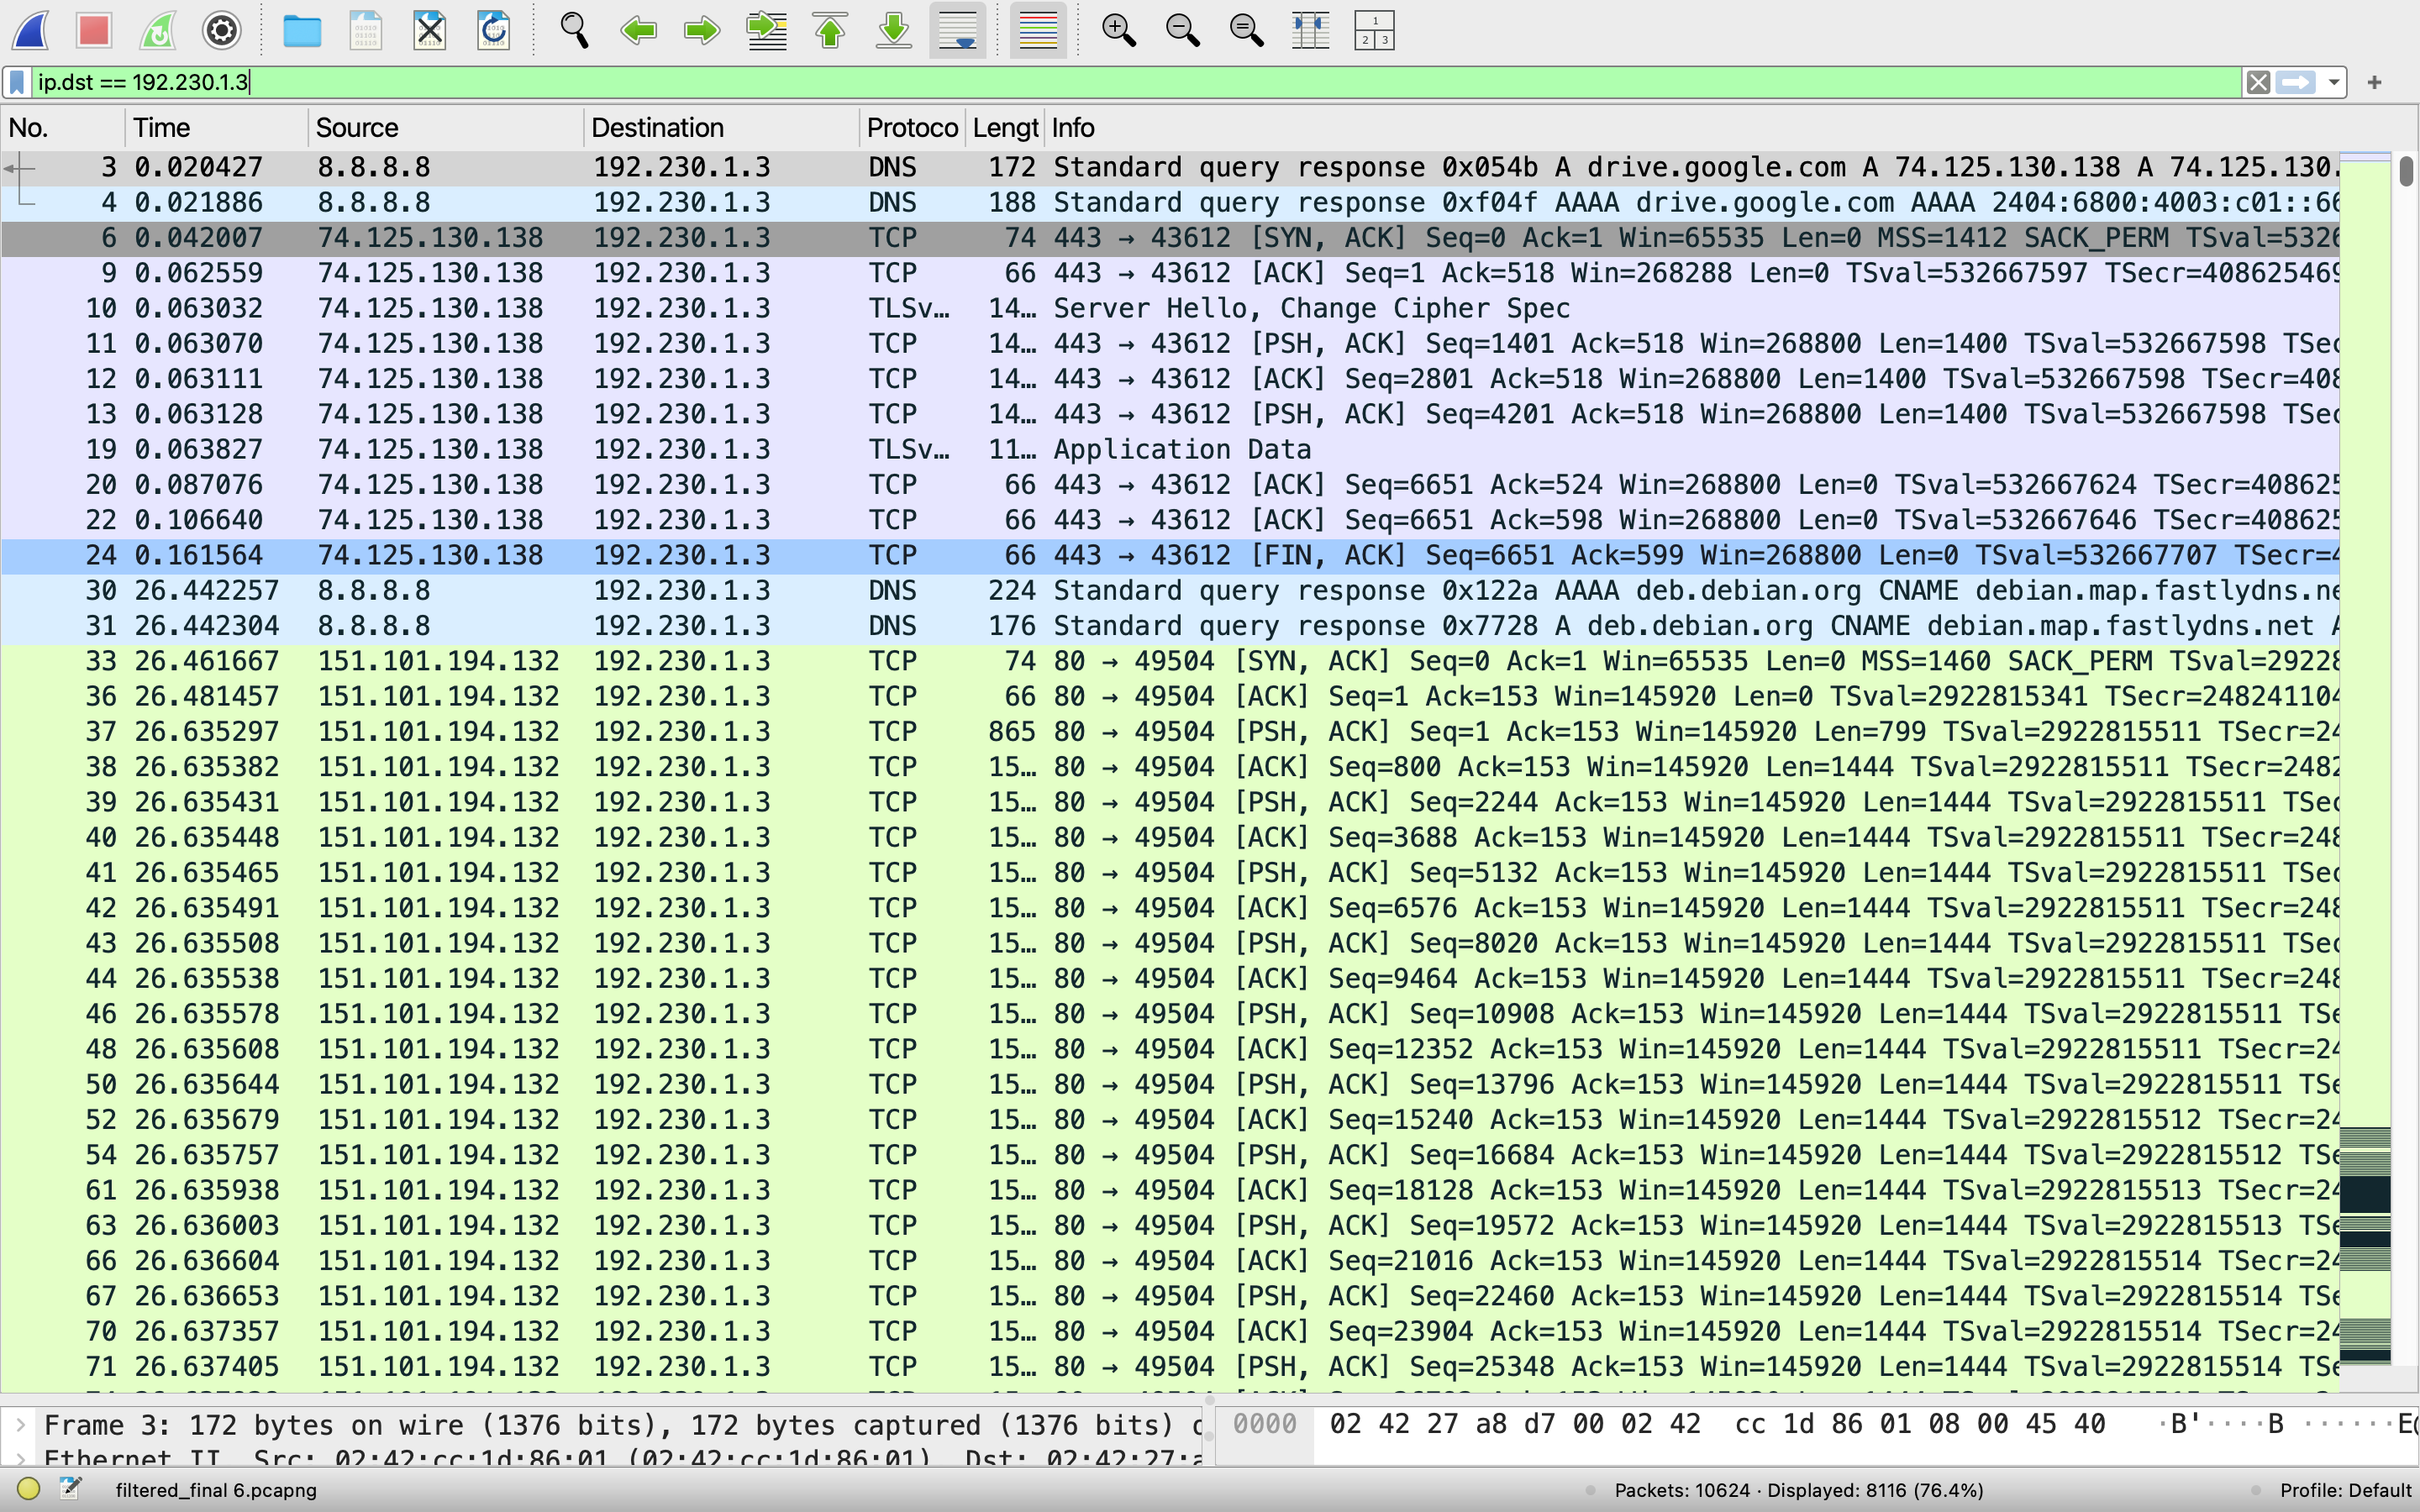 1
2 3
ip.dst == 192.230.1.3
No. Time Source Destination Protoco Lengt Info
3 0.020427 8.8.8.8 192.230.1.3 DNS 172 Standard query response 0x054b A drive.google.com A 74.125.130.138 A 74.125.130.
4 0.021886 8.8.8.8 192.230.1.3 DNS 188 Standard query response 0xf04f AAAA drive.google.com AAAA 2404:6800:4003:c01::66
6 0.042007 74.125.130.138 192.230.1.3 TCP 74 443 → 43612 [SYN, ACK] Seq=0 Ack=1 Win=65535 Len=0 MSS=1412 SACK_PERM TSval=5326
9 0.062559 74.125.130.138 192.230.1.3 TCP 66 443 → 43612 [ACK] Seq=1 Ack=518 Win=268288 Len=0 TSval=532667597 TSecr=408625469
10 0.063032 74.125.130.138 192.230.1.3 TLSv… 14… Server Hello, Change Cipher Spec
11 0.063070 74.125.130.138 192.230.1.3 TCP 14… 443 → 43612 [PSH, ACK] Seq=1401 Ack=518 Win=268800 Len=1400 TSval=532667598 TSec
12 0.063111 74.125.130.138 192.230.1.3 TCP 14… 443 → 43612 [ACK] Seq=2801 Ack=518 Win=268800 Len=1400 TSval=532667598 TSecr=408
13 0.063128 74.125.130.138 192.230.1.3 TCP 14… 443 → 43612 [PSH, ACK] Seq=4201 Ack=518 Win=268800 Len=1400 TSval=532667598 TSec
19 0.063827 74.125.130.138 192.230.1.3 TLSv… 11… Application Data
20 0.087076 74.125.130.138 192.230.1.3 TCP 66 443 → 43612 [ACK] Seq=6651 Ack=524 Win=268800 Len=0 TSval=532667624 TSecr=408625
22 0.106640 74.125.130.138 192.230.1.3 TCP 66 443 → 43612 [ACK] Seq=6651 Ack=598 Win=268800 Len=0 TSval=532667646 TSecr=408625
24 0.161564 74.125.130.138 192.230.1.3 TCP 66 443 → 43612 [FIN, ACK] Seq=6651 Ack=599 Win=268800 Len=0 TSval=532667707 TSecr=4
30 26.442257 8.8.8.8 192.230.1.3 DNS 224 Standard query response 0x122a AAAA deb.debian.org CNAME debian.map.fastlydns.ne
31 26.442304 8.8.8.8 192.230.1.3 DNS 176 Standard query response 0x7728 A deb.debian.org CNAME debian.map.fastlydns.net A
33 26.461667 151.101.194.132 192.230.1.3 TCP 74 80 → 49504 [SYN, ACK] Seq=0 Ack=1 Win=65535 Len=0 MSS=1460 SACK_PERM TSval=29228
36 26.481457 151.101.194.132 192.230.1.3 TCP 66 80 → 49504 [ACK] Seq=1 Ack=153 Win=145920 Len=0 TSval=2922815341 TSecr=248241104
37 26.635297 151.101.194.132 192.230.1.3 TCP 865 80 → 49504 [PSH, ACK] Seq=1 Ack=153 Win=145920 Len=799 TSval=2922815511 TSecr=24
38 26.635382 151.101.194.132 192.230.1.3 TCP 15… 80 → 49504 [ACK] Seq=800 Ack=153 Win=145920 Len=1444 TSval=2922815511 TSecr=2482
39 26.635431 151.101.194.132 192.230.1.3 TCP 15… 80 → 49504 [PSH, ACK] Seq=2244 Ack=153 Win=145920 Len=1444 TSval=2922815511 TSec
40 26.635448 151.101.194.132 192.230.1.3 TCP 15… 80 → 49504 [ACK] Seq=3688 Ack=153 Win=145920 Len=1444 TSval=2922815511 TSecr=248
41 26.635465 151.101.194.132 192.230.1.3 TCP 15… 80 → 49504 [PSH, ACK] Seq=5132 Ack=153 Win=145920 Len=1444 TSval=2922815511 TSec
42 26.635491 151.101.194.132 192.230.1.3 TCP 15… 80 → 49504 [ACK] Seq=6576 Ack=153 Win=145920 Len=1444 TSval=2922815511 TSecr=248
43 26.635508 151.101.194.132 192.230.1.3 TCP 15… 80 → 49504 [PSH, ACK] Seq=8020 Ack=153 Win=145920 Len=1444 TSval=2922815511 TSec
44 26.635538 151.101.194.132 192.230.1.3 TCP 15… 80 → 49504 [ACK] Seq=9464 Ack=153 Win=145920 Len=1444 TSval=2922815511 TSecr=248
46 26.635578 151.101.194.132 192.230.1.3 TCP 15… 80 → 49504 [PSH, ACK] Seq=10908 Ack=153 Win=145920 Len=1444 TSval=2922815511 TSe
48 26.635608 151.101.194.132 192.230.1.3 TCP 15… 80 → 49504 [ACK] Seq=12352 Ack=153 Win=145920 Len=1444 TSval=2922815511 TSecr=24
50 26.635644 151.101.194.132 192.230.1.3 TCP 15… 80 → 49504 [PSH, ACK] Seq=13796 Ack=153 Win=145920 Len=1444 TSval=2922815511 TSe
52 26.635679 151.101.194.132 192.230.1.3 TCP 15… 80 → 49504 [ACK] Seq=15240 Ack=153 Win=145920 Len=1444 TSval=2922815512 TSecr=24
54 26.635757 151.101.194.132 192.230.1.3 TCP 15… 80 → 49504 [PSH, ACK] Seq=16684 Ack=153 Win=145920 Len=1444 TSval=2922815512 TSe
61 26.635938 151.101.194.132 192.230.1.3 TCP 15… 80 → 49504 [ACK] Seq=18128 Ack=153 Win=145920 Len=1444 TSval=2922815513 TSecr=24
63 26.636003 151.101.194.132 192.230.1.3 TCP 15… 80 → 49504 [PSH, ACK] Seq=19572 Ack=153 Win=145920 Len=1444 TSval=2922815513 TSe
66 26.636604 151.101.194.132 192.230.1.3 TCP 15… 80 → 49504 [ACK] Seq=21016 Ack=153 Win=145920 Len=1444 TSval=2922815514 TSecr=24
67 26.636653 151.101.194.132 192.230.1.3 TCP 15… 80 → 49504 [PSH, ACK] Seq=22460 Ack=153 Win=145920 Len=1444 TSval=2922815514 TSe
70 26.637357 151.101.194.132 192.230.1.3 TCP 15… 80 → 49504 [ACK] Seq=23904 Ack=153 Win=145920 Len=1444 TSval=2922815514 TSecr=24
71 26.637405 151.101.194.132 192.230.1.3 TCP 15… 80 → 49504 [PSH, ACK] Seq=25348 Ack=153 Win=145920 Len=1444 TSval=2922815514 TSe
Frame 3: 172 bytes on wire (1376 bits), 172 bytes captured (1376 bits) o
Ethernet II, Src: 02:42:cc:1d:86:01 (02:42:cc:1d:86:01), Dst: 02:42:27:a
0000 02 42 27 a8 d7 00 02 42 cc 1d 86 01 08 00 45 40 ·B'····B ······E@
filtered_final 6.pcapng Packets: 10624 · Displayed: 8116 (76.4%) Profile: Default